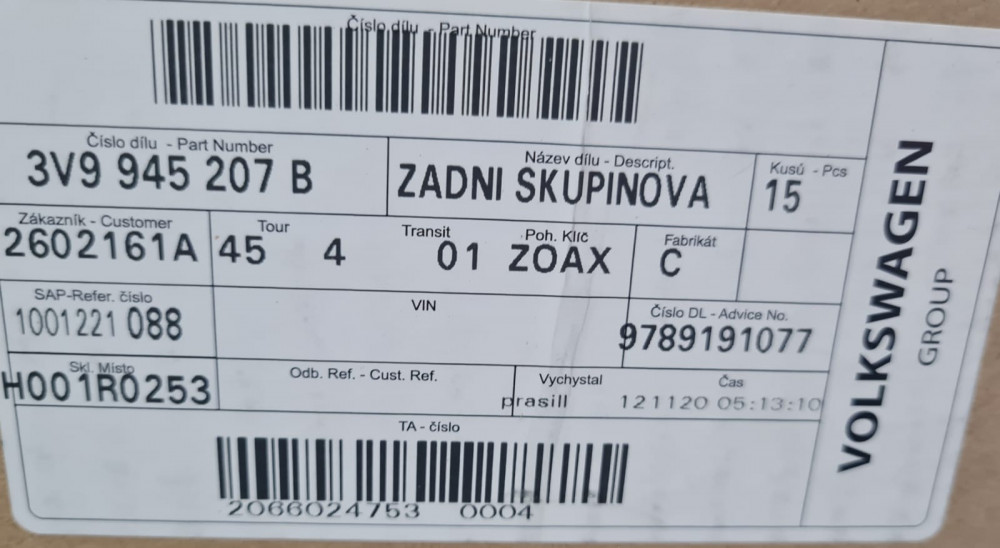 Číslo dílu - Part Number
Číslo dílu - Part Number
3V9 945 207 B
Název dílu - Descript.
ZADNI SKUPINOVA
Kusů - Pcs
15
Zákazník - Customer
2602161A
Tour
45 4
Transit
01
Poh. Klíč
ZOAX
Fabrikát
C
SAP-Refer. číslo
1001221 088
VIN
Číslo DL - Advice No.
9789191077
Skl. Místo
H001R0253
Odb. Ref. - Cust. Ref.
Vychystal
prasill
Čas
121120 05:13:10
TA - číslo
2066024753 0004
VOLKSWAGEN
GROUP